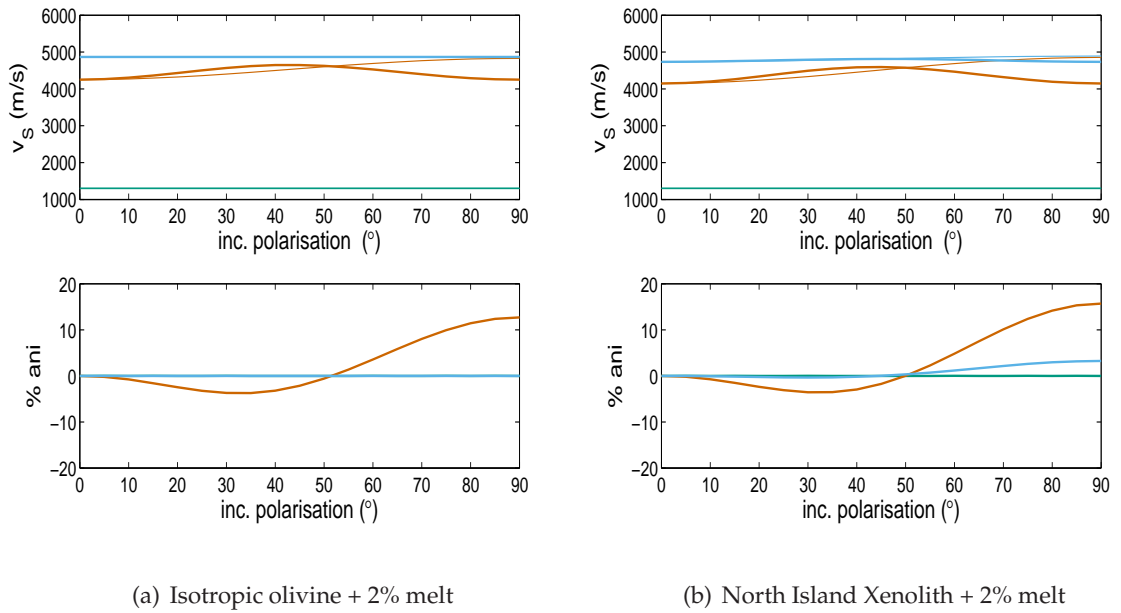 6000
5000
4000
3000
2000
1000
v_S (m/s)
0 10 20 30 40 50 60 70 80 90
inc. polarisation (°)
20
10
0
−10
−20
% ani
0 10 20 30 40 50 60 70 80 90
inc. polarisation (°)
(a) Isotropic olivine + 2% melt
6000
5000
4000
3000
2000
1000
v_S (m/s)
0 10 20 30 40 50 60 70 80 90
inc. polarisation (°)
20
10
0
−10
−20
% ani
0 10 20 30 40 50 60 70 80 90
inc. polarisation (°)
(b) North Island Xenolith + 2% melt